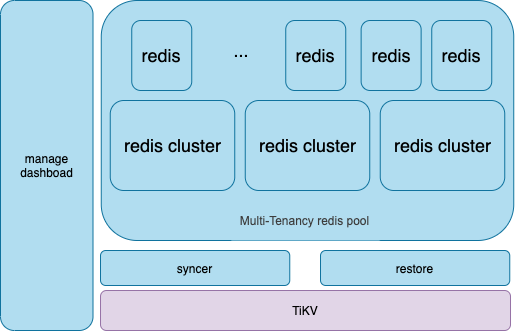 manage
dashboad
redis
...
redis
redis
redis
redis cluster
redis cluster
redis cluster
Multi-Tenancy redis pool
syncer
restore
TiKV